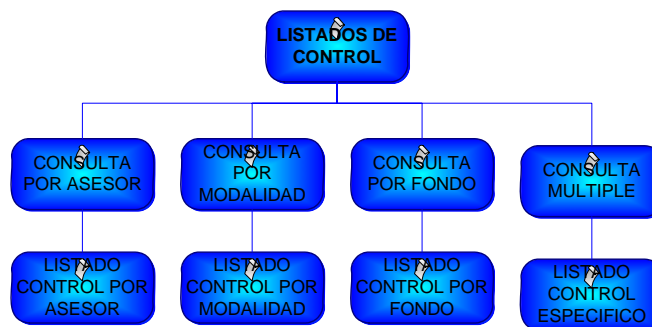 LISTADOS DE
CONTROL
CONSULTA
POR ASESOR
CONSULTA
POR
MODALIDAD
CONSULTA
POR FONDO
CONSULTA
MULTIPLE
LISTADO
CONTROL POR
ASESOR
LISTADO
CONTROL POR
MODALIDAD
LISTADO
CONTROL POR
FONDO
LISTADO
CONTROL
ESPECIFICO